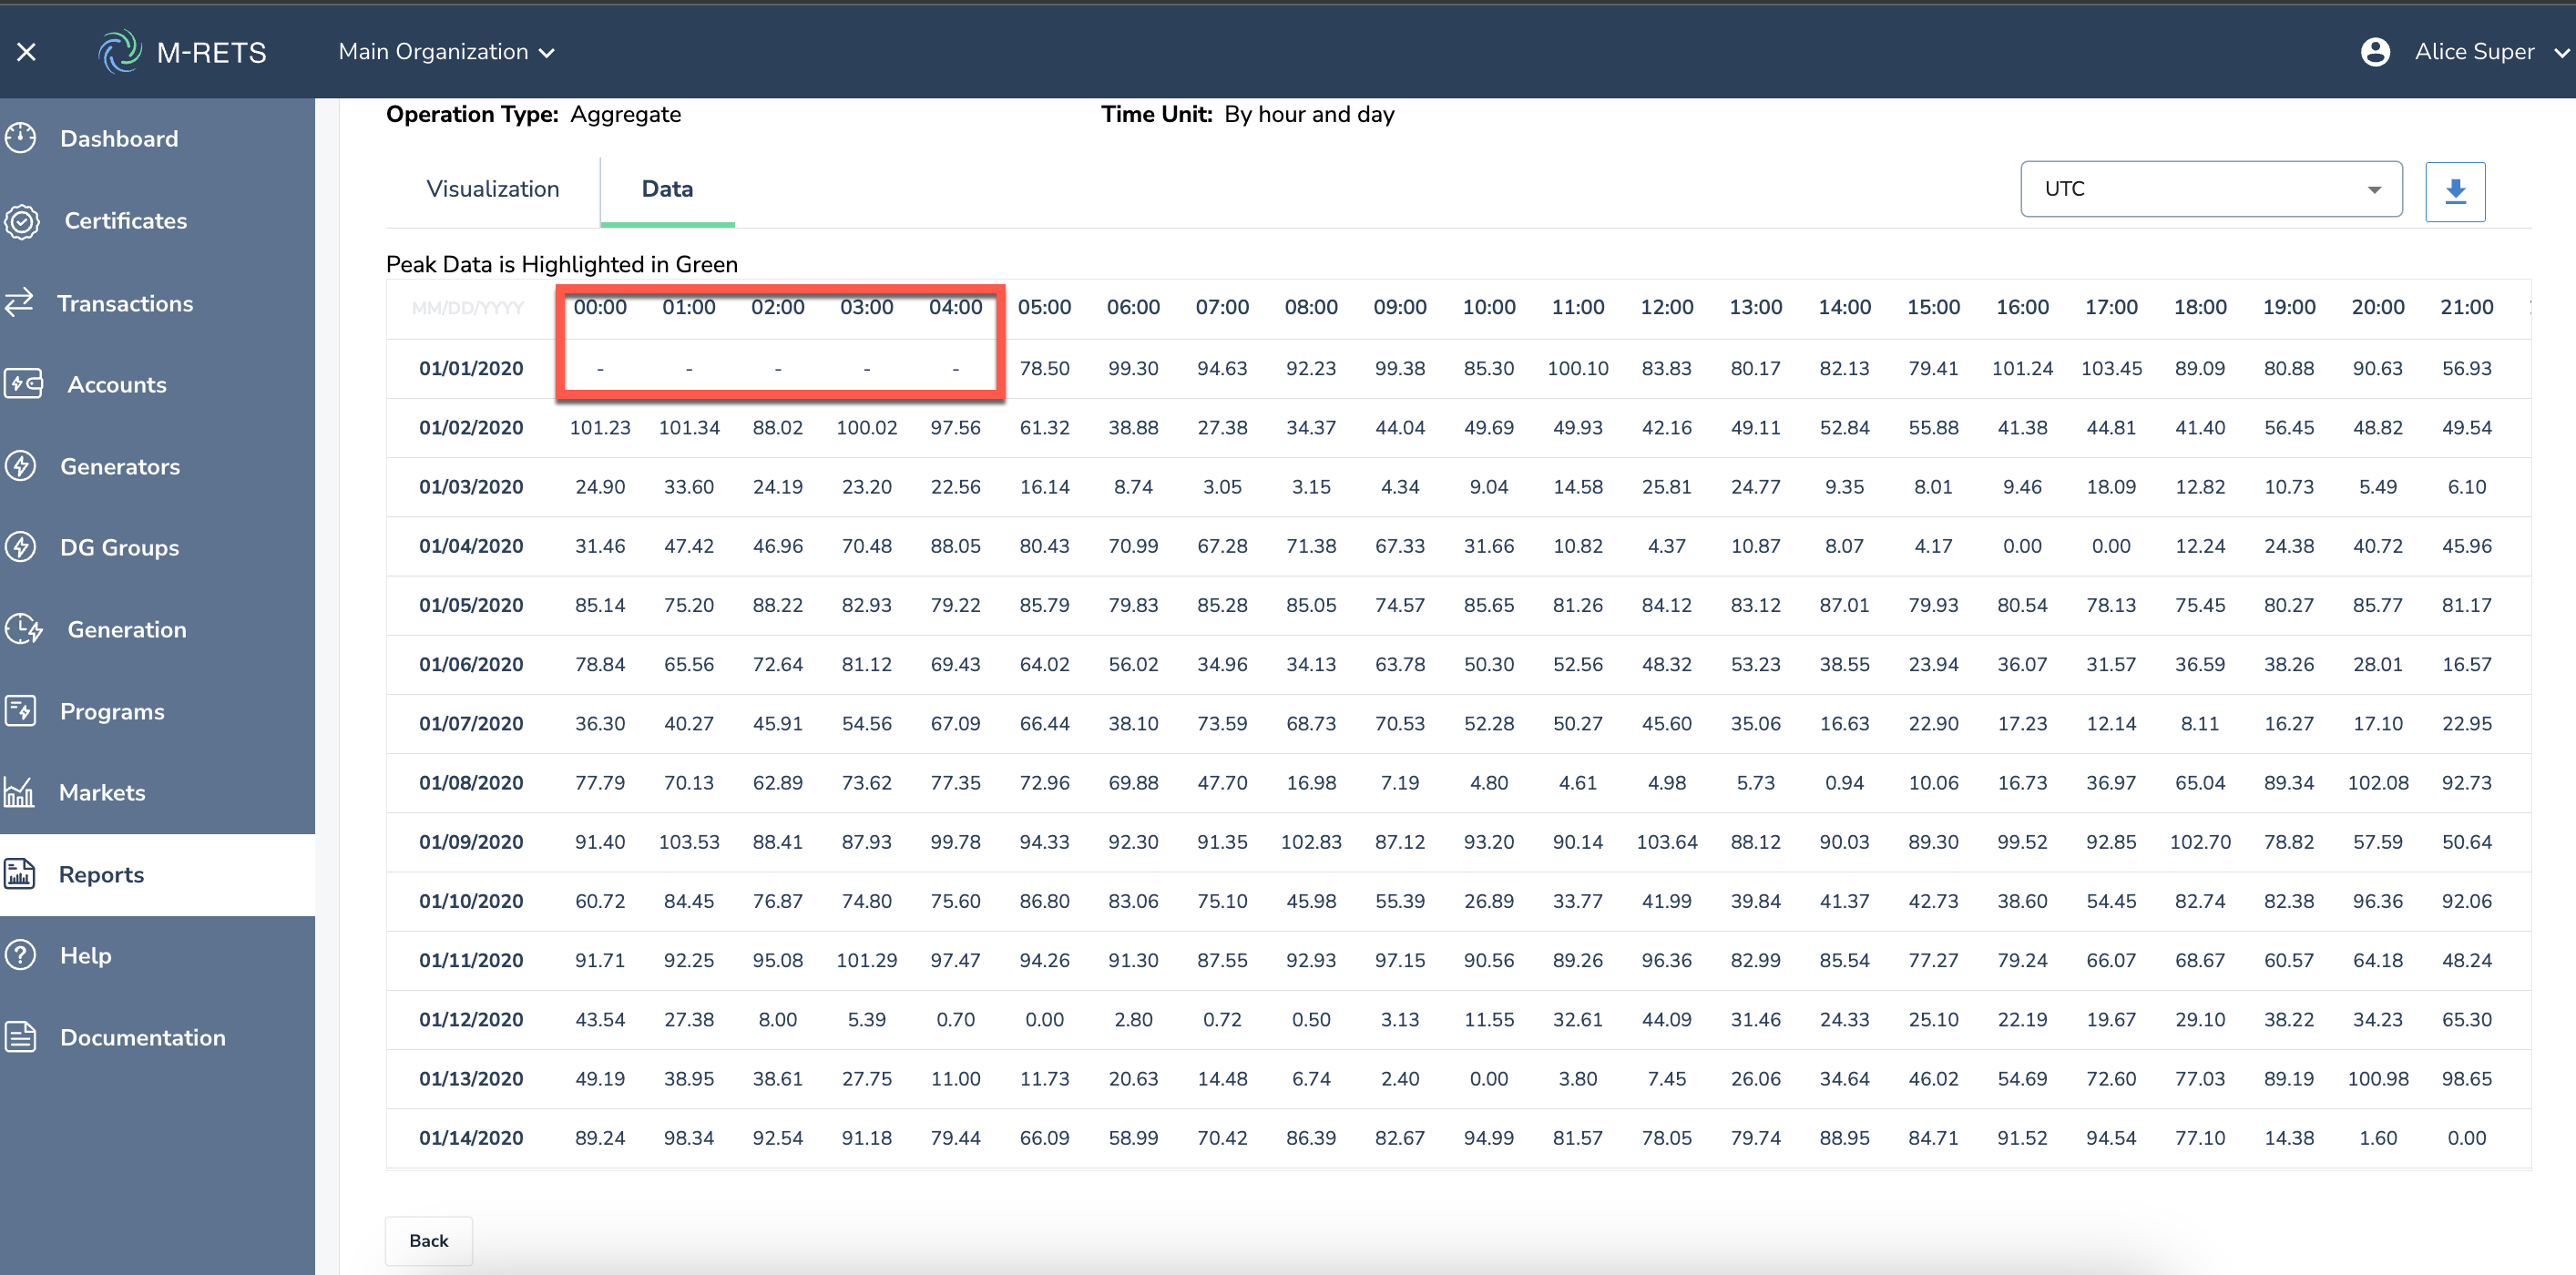 M-RETS Main Organization Alice Super
Operation Type: Aggregate Time Unit: By hour and day
Dashboard
Certificates
Transactions
Accounts
Generators
DG Groups
Generation
Programs
Markets
Reports
Help
Documentation
Visualization Data UTC
Peak Data is Highlighted in Green
MM/DD/YYYY 00:00 01:00 02:00 03:00 04:00 05:00 06:00 07:00 08:00 09:00 10:00 11:00 12:00 13:00 14:00 15:00 16:00 17:00 18:00 19:00 20:00 21:00
01/01/2020 - - - - - 78.50 99.30 94.63 92.23 99.38 85.30 100.10 83.83 80.17 82.13 79.41 101.24 103.45 89.09 80.88 90.63 56.93
01/02/2020 101.23 101.34 88.02 100.02 97.56 61.32 38.88 27.38 34.37 44.04 49.69 49.93 42.16 49.11 52.84 55.88 41.38 44.81 41.40 56.45 48.82 49.54
01/03/2020 24.90 33.60 24.19 23.20 22.56 16.14 8.74 3.05 3.15 4.34 9.04 14.58 25.81 24.77 9.35 8.01 9.46 18.09 12.82 10.73 5.49 6.10
01/04/2020 31.46 47.42 46.96 70.48 88.05 80.43 70.99 67.28 71.38 67.33 31.66 10.82 4.37 10.87 8.07 4.17 0.00 0.00 12.24 24.38 40.72 45.96
01/05/2020 85.14 75.20 88.22 82.93 79.22 85.79 79.83 85.28 85.05 74.57 85.65 81.26 84.12 83.12 87.01 79.93 80.54 78.13 75.45 80.27 85.77 81.17
01/06/2020 78.84 65.56 72.64 81.12 69.43 64.02 56.02 34.96 34.13 63.78 50.30 52.56 48.32 53.23 38.55 23.94 36.07 31.57 36.59 38.26 28.01 16.57
01/07/2020 36.30 40.27 45.91 54.56 67.09 66.44 38.10 73.59 68.73 70.53 52.28 50.27 45.60 35.06 16.63 22.90 17.23 12.14 8.11 16.27 17.10 22.95
01/08/2020 77.79 70.13 62.89 73.62 77.35 72.96 69.88 47.70 16.98 7.19 4.80 4.61 4.98 5.73 0.94 10.06 16.73 36.97 65.04 89.34 102.08 92.73
01/09/2020 91.40 103.53 88.41 87.93 99.78 94.33 92.30 91.35 102.83 87.12 93.20 90.14 103.64 88.12 90.03 89.30 99.52 92.85 102.70 78.82 57.59 50.64
01/10/2020 60.72 84.45 76.87 74.80 75.60 86.80 83.06 75.10 45.98 55.39 26.89 33.77 41.99 39.84 41.37 42.73 38.60 54.45 82.74 82.38 96.36 92.06
01/11/2020 91.71 92.25 95.08 101.29 97.47 94.26 91.30 87.55 92.93 97.15 90.56 89.26 96.36 82.99 85.54 77.27 79.24 66.07 68.67 60.57 64.18 48.24
01/12/2020 43.54 27.38 8.00 5.39 0.70 0.00 2.80 0.72 0.50 3.13 11.55 32.61 44.09 31.46 24.33 25.10 22.19 19.67 29.10 38.22 34.23 65.30
01/13/2020 49.19 38.95 38.61 27.75 11.00 11.73 20.63 14.48 6.74 2.40 0.00 3.80 7.45 26.06 34.64 46.02 54.69 72.60 77.03 89.19 100.98 98.65
01/14/2020 89.24 98.34 92.54 91.18 79.44 66.09 58.99 70.42 86.39 82.67 94.99 81.57 78.05 79.74 88.95 84.71 91.52 94.54 77.10 14.38 1.60 0.00
Back